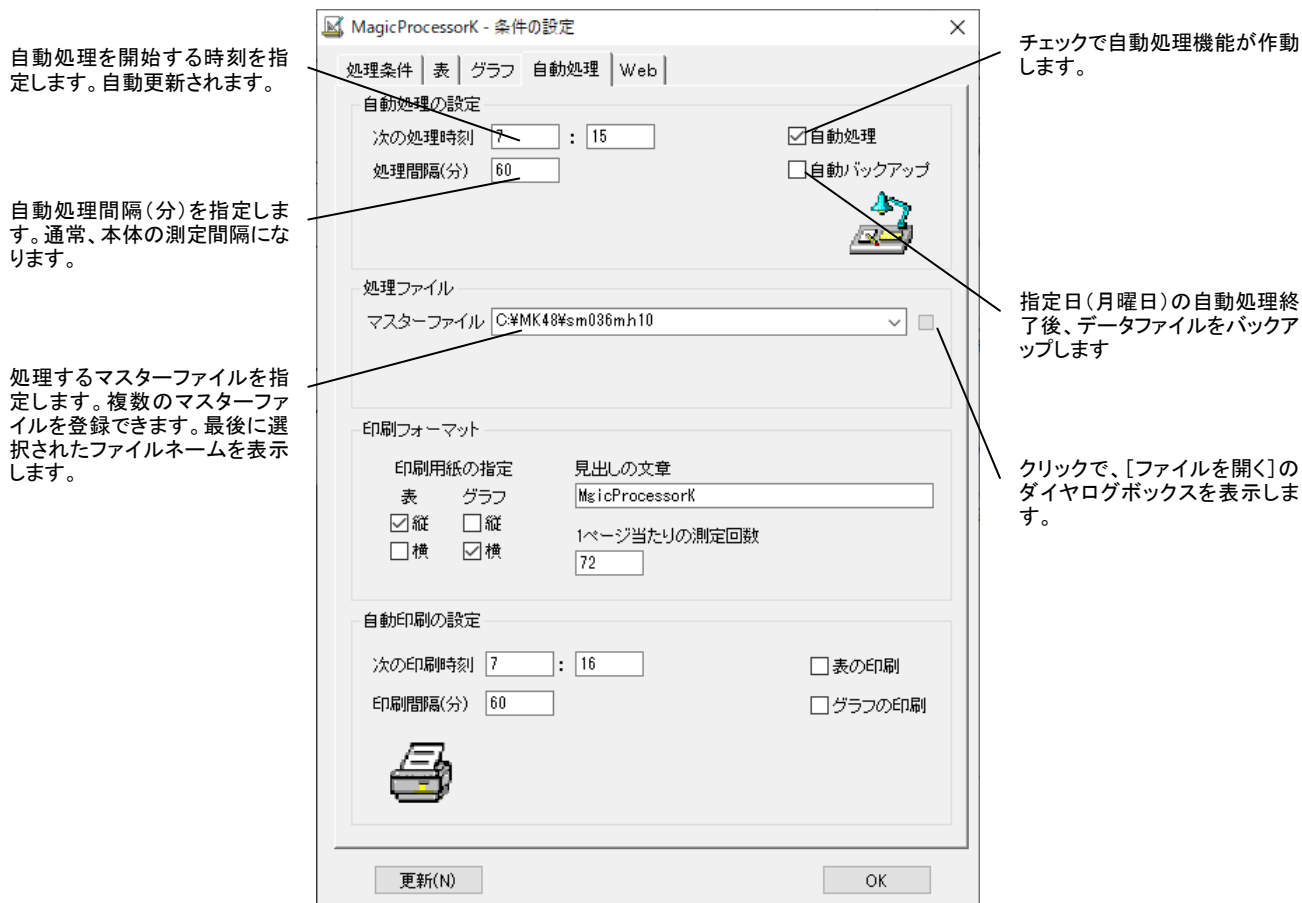 MagicProcessorK - 条件の設定
自動処理を開始する時刻を指
定します。自動更新されます。
チェックで自動処理機能が作動
します。
処理条件 表 グラフ 自動処理 Web
自動処理の設定
次の処理時刻 7 : 15
自動処理
処理間隔(分) 60
自動バックアップ
自動処理間隔(分)を指定しま
す。通常、本体の測定間隔にな
ります。
処理ファイル
マスターファイル C:¥MK48¥sm036m.h10
指定日(月曜日)の自動処理終
了後、データファイルをバックア
ップします
処理するマスターファイルを指
定します。複数のマスターファ
イルを登録できます。最後に選
択されたファイルネームを表示
します。
印刷フォーマット
印刷用紙の指定
見出しの文章
表 グラフ
MgicProcessorK
縦 縦
横 横
1ページ当たりの測定回数
72
クリックで、[ファイルを開く]の
ダイヤログボックスを表示しま
す。
自動印刷の設定
次の印刷時刻 7 : 16
表の印刷
印刷間隔(分) 60
グラフの印刷
更新(N)
OK